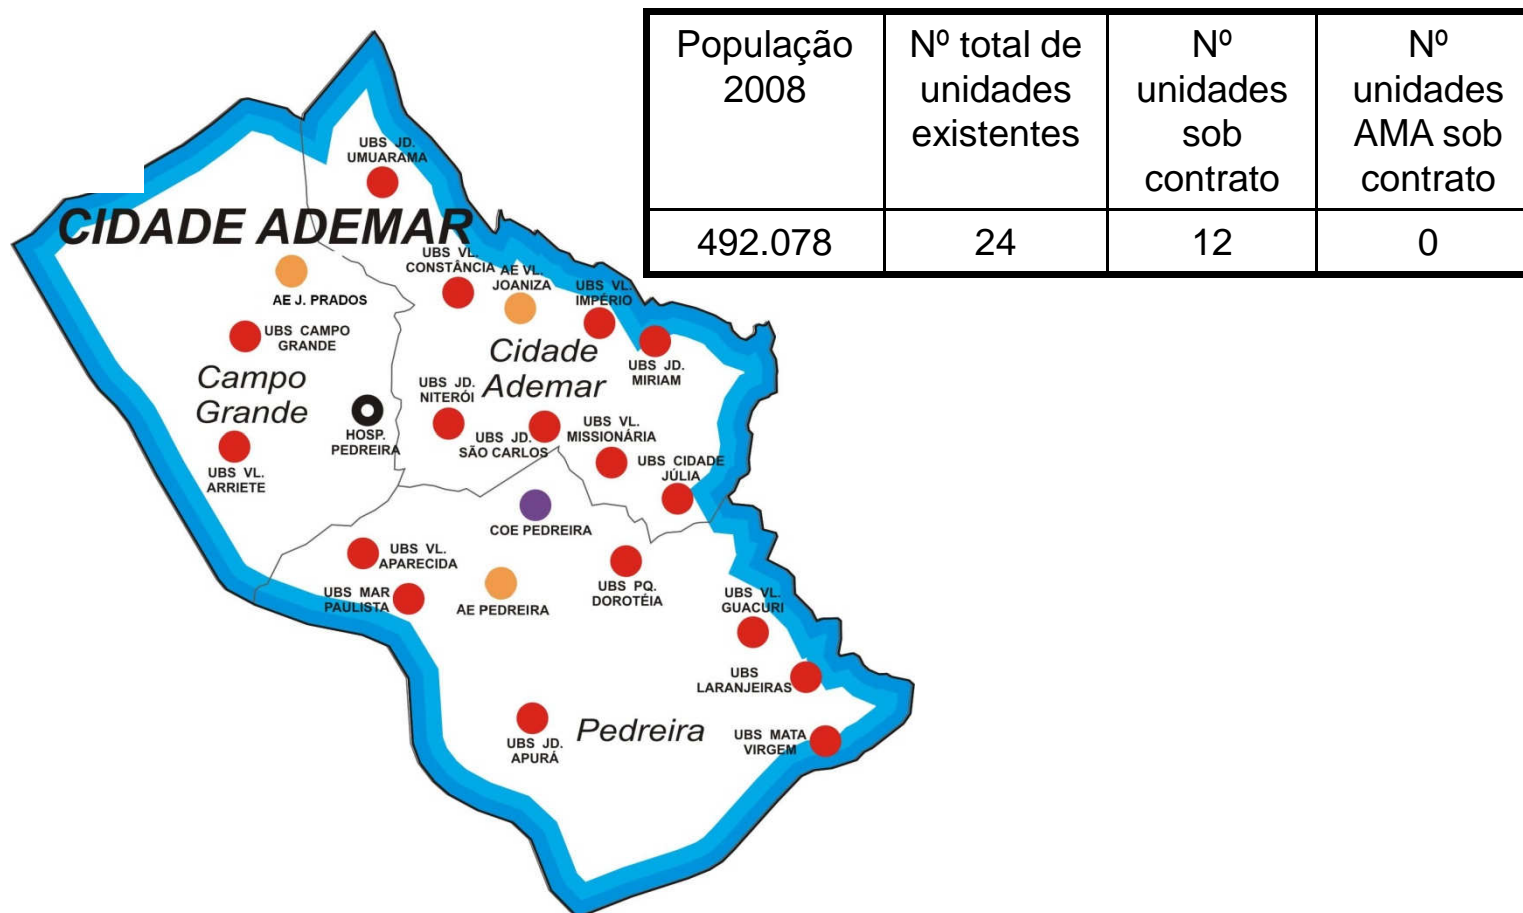 População
2008
Nº total de
unidades
existentes
Nº
unidades
sob
contrato
Nº
unidades
AMA sob
contrato
492.078
24
12
0
UBS JD.
UMUARAMA
CIDADE ADEMAR
UBS VL.
CONSTÂNCIA
AE VL.
JOANIZA
UBS VL.
IMPÉRIO
AE J. PRADOS
UBS CAMPO
GRANDE
Cidade
Ademar
UBS JD.
MIRIAM
Campo
Grande
UBS JD.
NITERÓI
HOSP.
PEDREIRA
UBS JD.
SÃO CARLOS
UBS VL.
MISSIONÁRIA
UBS CIDADE
JÚLIA
UBS VL.
ARRIETE
COE PEDREIRA
UBS VL.
APARECIDA
UBS MAR
PAULISTA
AE PEDREIRA
UBS PQ.
DOROTÉIA
UBS VL.
GUACURI
UBS
LARANJEIRAS
UBS JD.
APURÁ
Pedreira
UBS MATA
VIRGEM